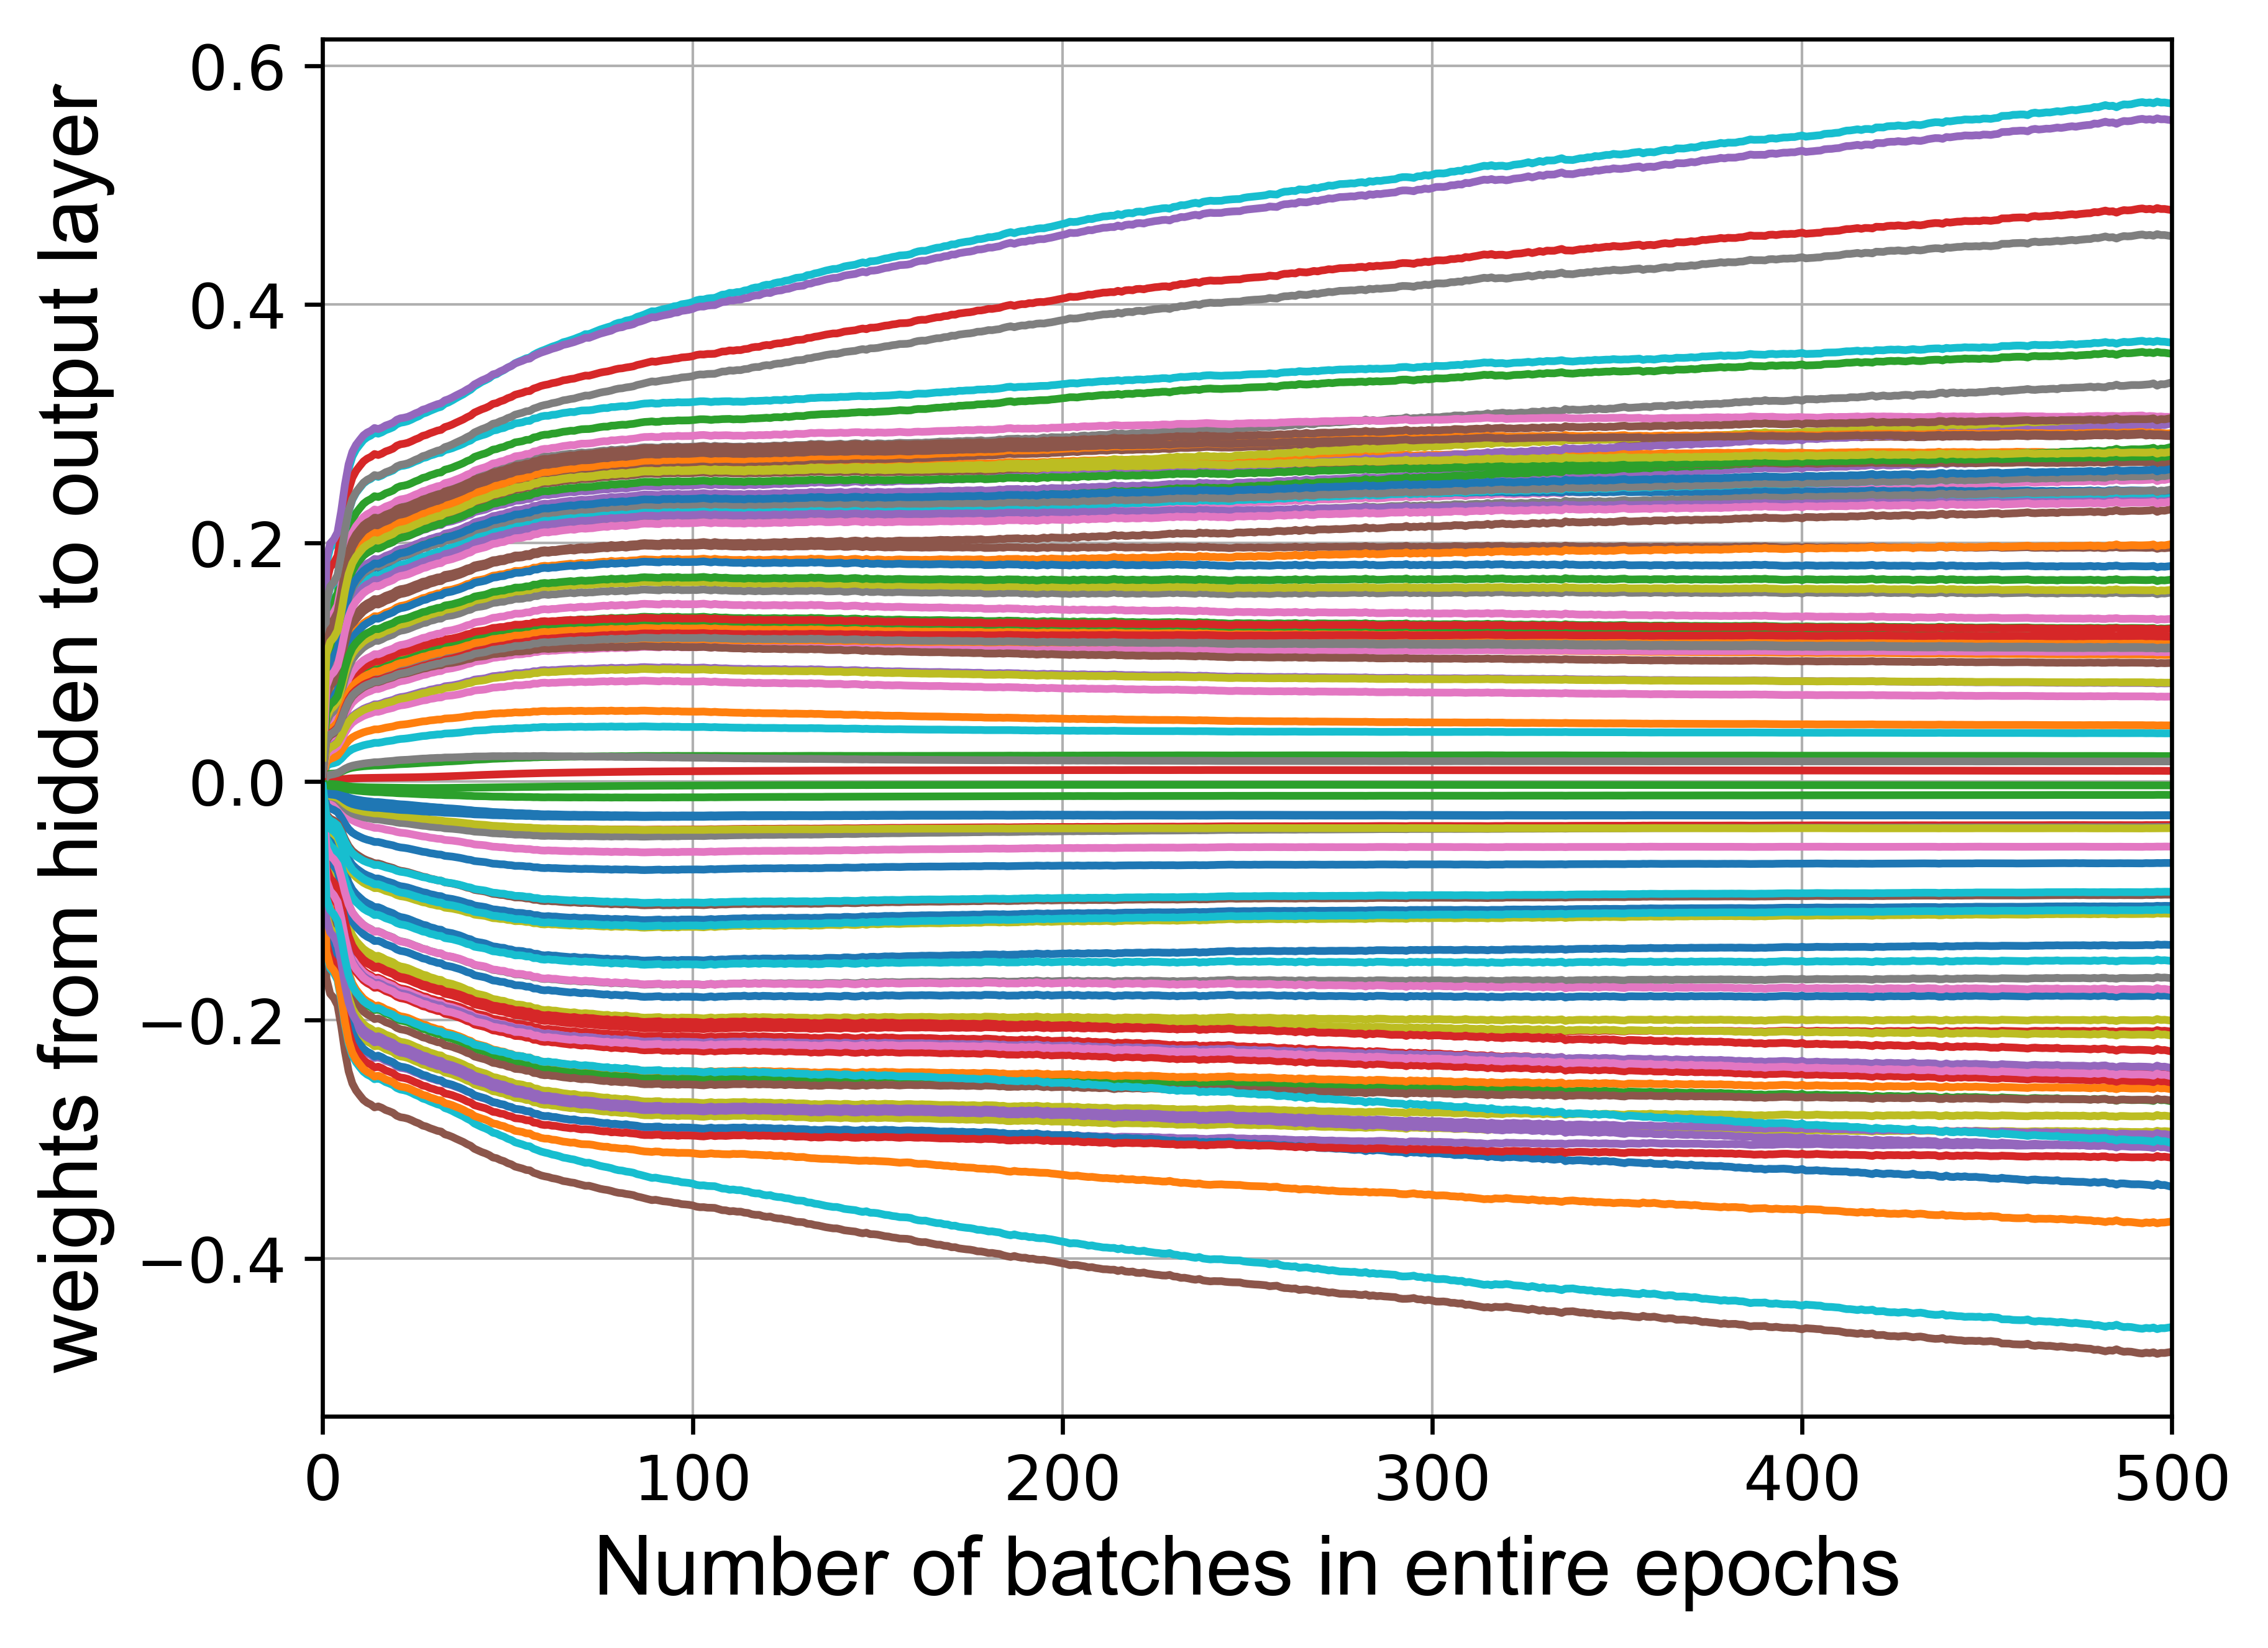 weights from hidden to output layer
0.6
0.4
0.2
0.0
−0.2
−0.4
0 100 200 300 400 500
Number of batches in entire epochs